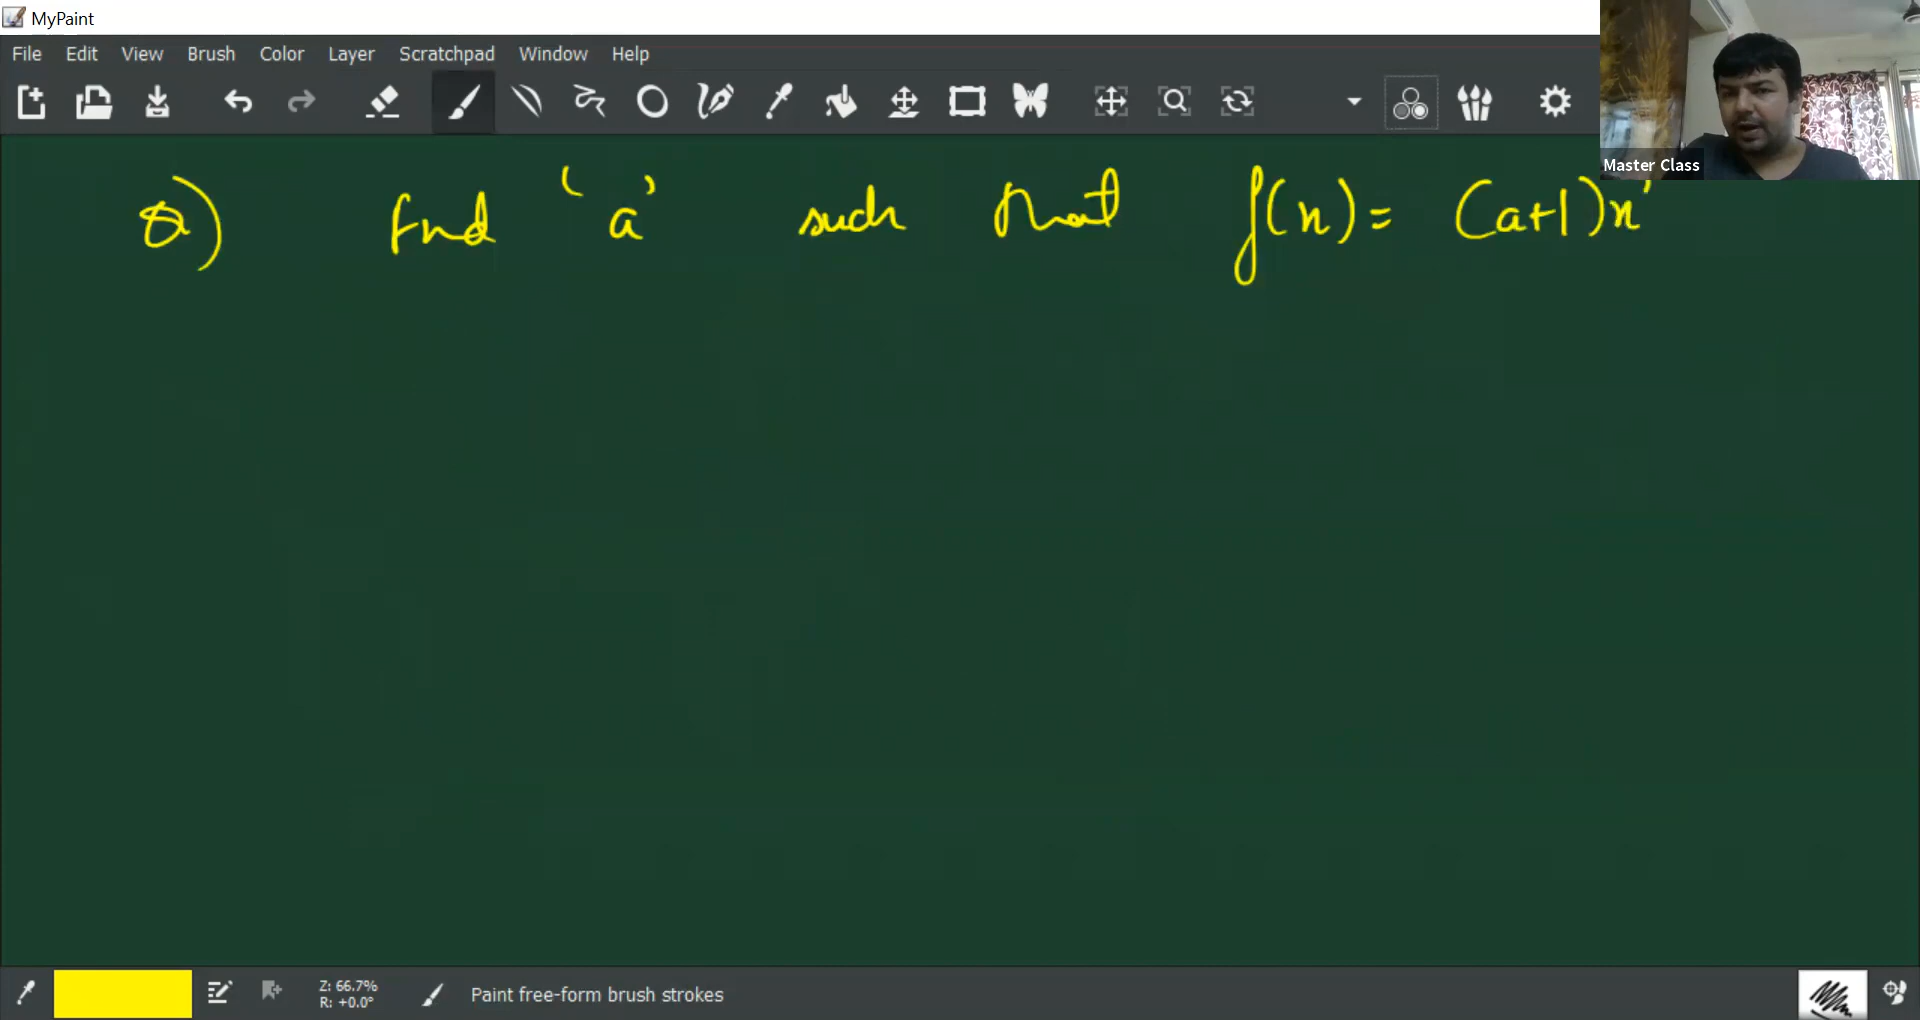 MyPaint
File Edit View Brush Color Layer Scratchpad Window Help
Master Class
Q) Find 'a' such that f(x) = (a+1)x
Z: 66.7%
R: +0.0°
Paint free-form brush strokes